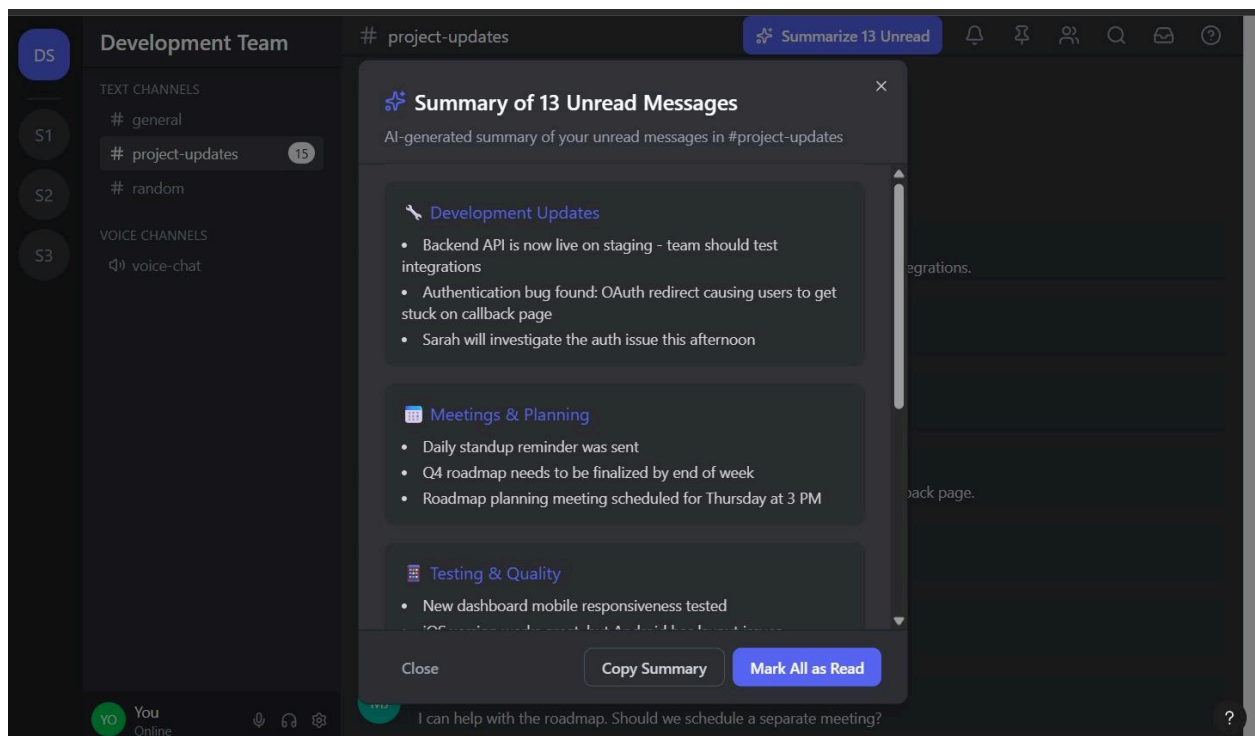 DS
S1
S2
S3
Development Team
TEXT CHANNELS
# general
# project-updates 15
# random
VOICE CHANNELS
voice-chat
YO
You
Online
# project-updates
Summarize 13 Unread
Summary of 13 Unread Messages
AI-generated summary of your unread messages in #project-updates
Development Updates
• Backend API is now live on staging - team should test
integrations
• Authentication bug found: OAuth redirect causing users to get
stuck on callback page
• Sarah will investigate the auth issue this afternoon
Meetings & Planning
• Daily standup reminder was sent
• Q4 roadmap needs to be finalized by end of week
• Roadmap planning meeting scheduled for Thursday at 3 PM
Testing & Quality
• New dashboard mobile responsiveness tested
Close
Copy Summary
Mark All as Read
egrations.
back page.
I can help with the roadmap. Should we schedule a separate meeting?
?